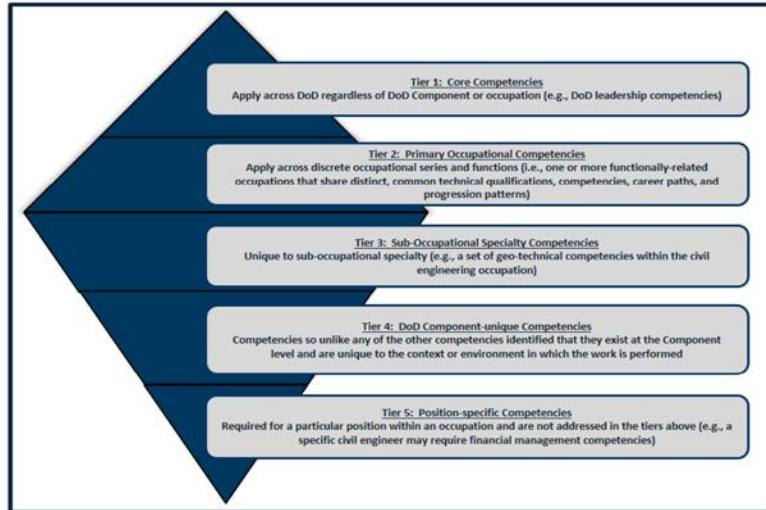 Tier 1:  Core Competencies
Apply across DoD regardless of DoD Component or occupation (e.g., DoD leadership competencies)
Tier 2:  Primary Occupational Competencies
Apply across discrete occupational series and functions (i.e., one or more functionally-related
occupations that share distinct, common technical qualifications, competencies, career paths, and
progression patterns)
Tier 3:  Sub-Occupational Specialty Competencies
Unique to sub-occupational specialty (e.g., a set of geo-technical competencies within the civil
engineering occupation)
Tier 4:  DoD Component-unique Competencies
Competencies so unlike any of the other competencies identified that they exist at the Component
level and are unique to the context or environment in which the work is performed
Tier 5:  Position-specific Competencies
Required for a particular position within an occupation and are not addressed in the tiers above (e.g., a
specific civil engineer may require financial management competencies)